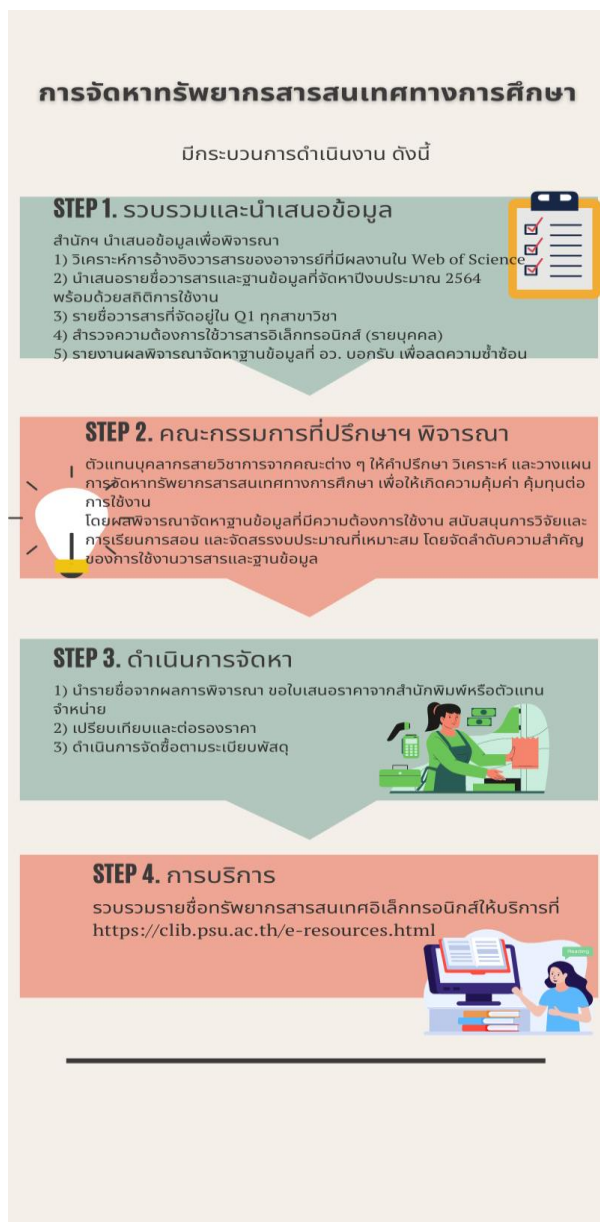 การจัดหาทรัพยากรสารสนเทศทางการศึกษา
มีกระบวนการดำเนินงาน ดังนี้
STEP 1. รวบรวมและนำเสนอข้อมูล
สำนักฯ นำเสนอข้อมูลเพื่อพิจารณา
1) วิเคราะห์การอ้างอิงวารสารของอาจารย์ที่มีผลงานใน Web of Science
2) นำเสนอรายชื่อวารสารและฐานข้อมูลที่จัดหาปีงบประมาณ 2564
พร้อมด้วยสถิติการใช้งาน
3) รายชื่อวารสารที่จัดอยู่ใน Q1 ทุกสาขาวิชา
4) สำรวจความต้องการใช้วารสารอิเล็กทรอนิกส์ (รายบุคคล)
5) รายงานผลพิจารณาจัดหาฐานข้อมูลที่ อว. บอกรับ เพื่อลดความซ้ำซ้อน
STEP 2. คณะกรรมการที่ปรึกษาฯ พิจารณา
ตัวแทนบุคลากรสายวิชาการจากคณะต่าง ๆ ให้คำปรึกษา วิเคราะห์ และวางแผน
การจัดหาทรัพยากรสารสนเทศทางการศึกษา เพื่อให้เกิดความคุ้มค่า คุ้มทุนต่อ
การใช้งาน
โดยผลพิจารณาจัดหาฐานข้อมูลที่มีความต้องการใช้งาน สนับสนุนการวิจัยและ
การเรียนการสอน และจัดสรรงบประมาณที่เหมาะสม โดยจัดลำดับความสำคัญ
ของการใช้งานวารสารและฐานข้อมูล
STEP 3. ดำเนินการจัดหา
1) นำรายชื่อจากผลการพิจารณา ขอใบเสนอราคาจากสำนักพิมพ์หรือตัวแทน
จำหน่าย
2) เปรียบเทียบและต่อรองราคา
3) ดำเนินการจัดซื้อตามระเบียบพัสดุ
STEP 4. การบริการ
รวบรวมรายชื่อทรัพยากรสารสนเทศอิเล็กทรอนิกส์ให้บริการที่
https://clib.psu.ac.th/e-resources.html
Reading